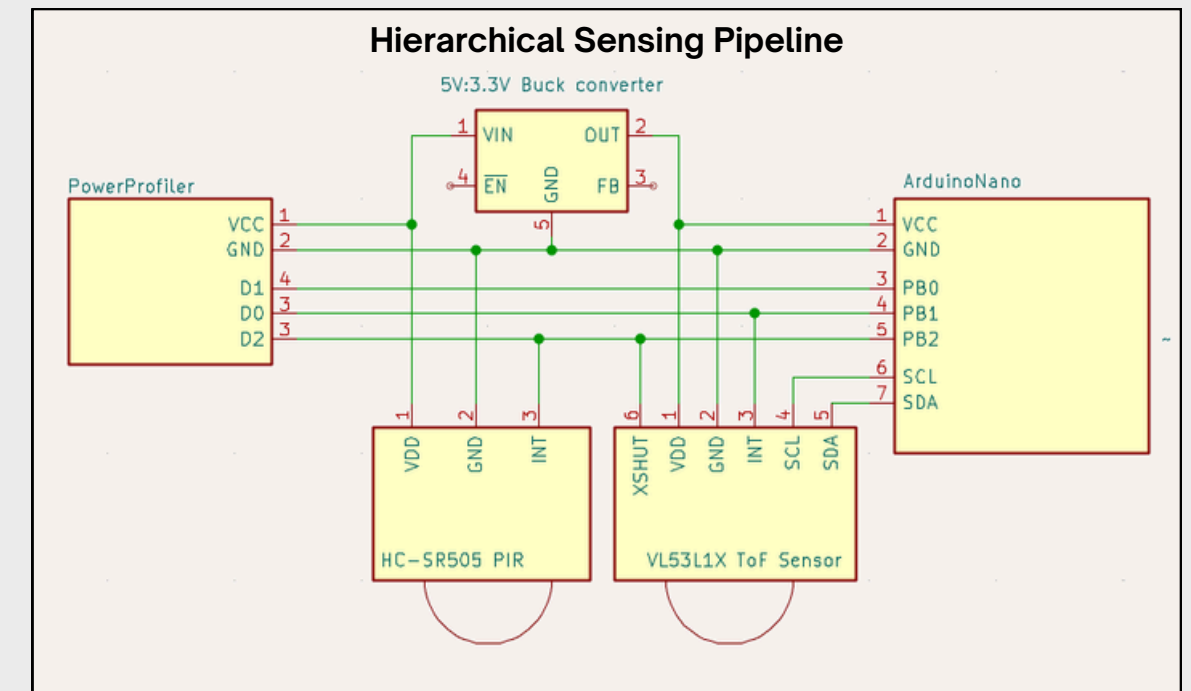 Hierarchical Sensing Pipeline
5V:3.3V Buck converter
1 VIN OUT 2
4 EN GND FB 3
5
PowerProfiler
VCC 1
GND 2
D1 4
D0 3
D2 3
ArduinoNano
1 VCC
2 GND
3 PB0
4 PB1
5 PB2
6 SCL
7 SDA
~
1 2 3
VDD GND INT
HC-SR505 PIR
6 1 2 3 4 5
XSHUT VDD GND INT SCL SDA
VL53L1X ToF Sensor